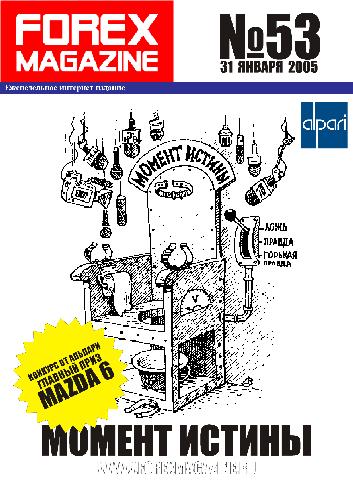 FOREX
MAGAZINE
№53
31 ЯНВАРЯ 2005
Еженедельное интернет издание
alpari
МОМЕНТ ИСТИНЫ
ЛОЖЬ
ПРАВДА
ГОРЬКАЯ
ПРАВДА
V
КОНКУРС ОТ АЛЬПАРИ
ГЛАВНЫЙ ПРИЗ
MAZDA 6
МОМЕНТ ИСТИНЫ